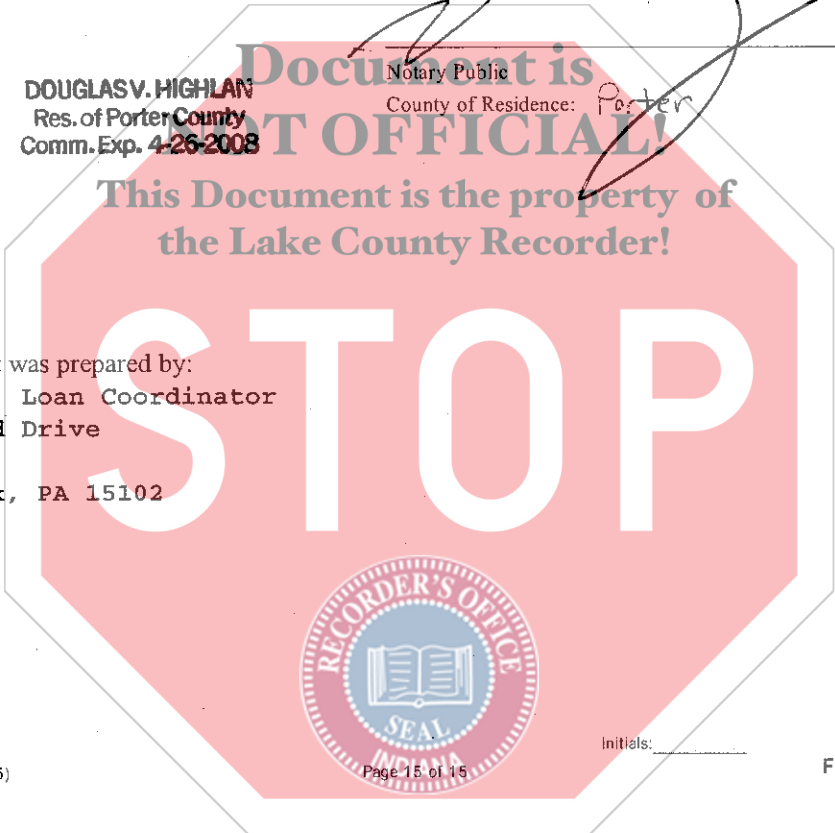 Document is
NOT OFFICIAL!
This Document is the property of
the Lake County Recorder!
STOP
DOUGLAS V. HIGHLAN
Res. of Porter County
Comm. Exp. 4-26-2008
Notary Public
County of Residence: Porter
was prepared by:
Loan Coordinator
Drive
, PA 15102
RECORDER'S OFFICE
SEAL
INDIANA
Initials:
5)
Page 15 of 15
F